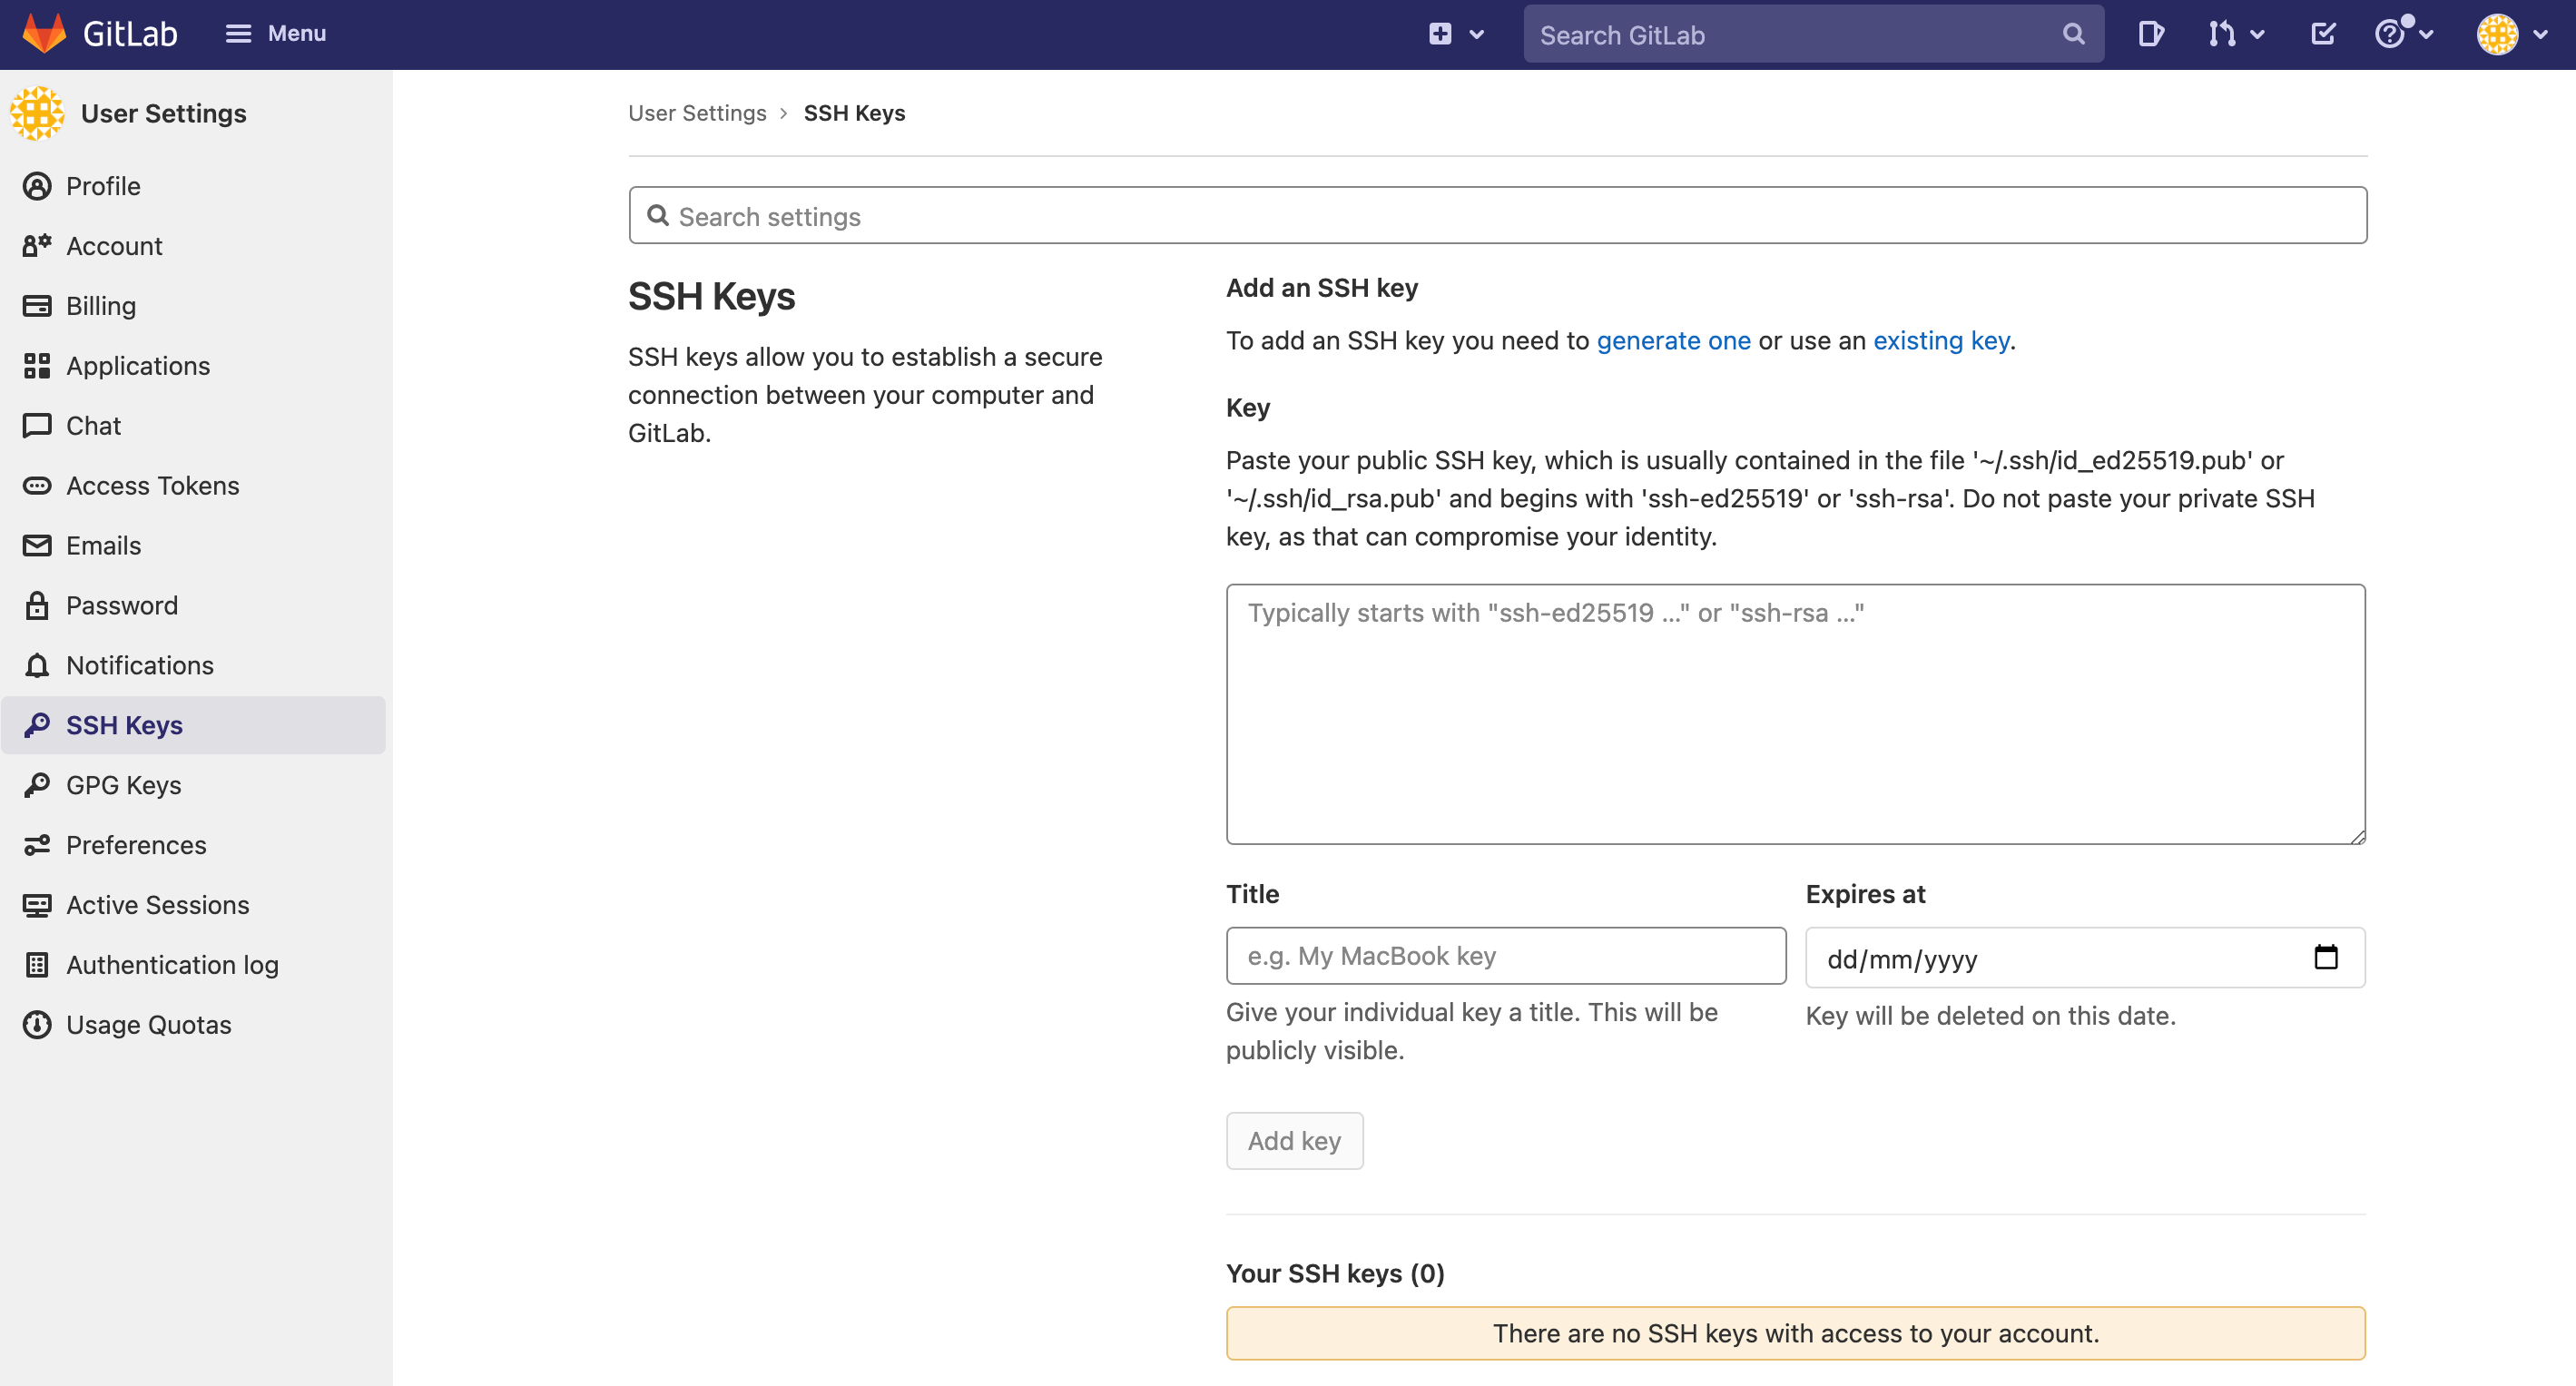 GitLab
Menu
Search GitLab
User Settings
Profile
Account
Billing
Applications
Chat
Access Tokens
Emails
Password
Notifications
SSH Keys
GPG Keys
Preferences
Active Sessions
Authentication log
Usage Quotas
User Settings › SSH Keys
Search settings
SSH Keys
SSH keys allow you to establish a secure
connection between your computer and
GitLab.
Add an SSH key
To add an SSH key you need to generate one or use an existing key.
Key
Paste your public SSH key, which is usually contained in the file '~/.ssh/id_ed25519.pub' or
'~/.ssh/id_rsa.pub' and begins with 'ssh-ed25519' or 'ssh-rsa'. Do not paste your private SSH
key, as that can compromise your identity.
Typically starts with "ssh-ed25519 ..." or "ssh-rsa ..."
Title
e.g. My MacBook key
Give your individual key a title. This will be
publicly visible.
Expires at
dd/mm/yyyy
Key will be deleted on this date.
Add key
Your SSH keys (0)
There are no SSH keys with access to your account.